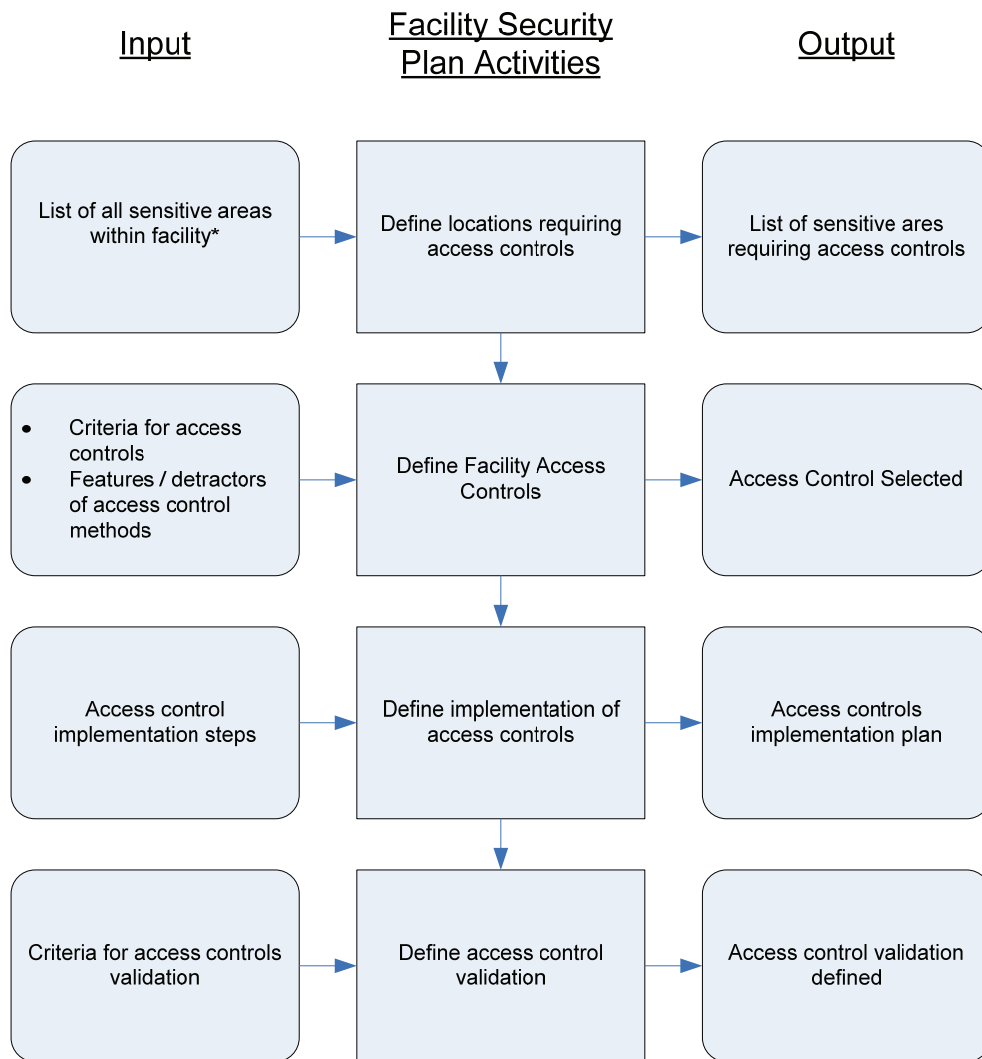 Input
Facility Security
Plan Activities
Output
List of all sensitive areas
within facility*
Define locations requiring
access controls
List of sensitive ares
requiring access controls
• Criteria for access
controls
• Features / detractors
of access control
methods
Define Facility Access
Controls
Access Control Selected
Access control
implementation steps
Define implementation of
access controls
Access controls
implementation plan
Criteria for access controls
validation
Define access control
validation
Access control validation
defined